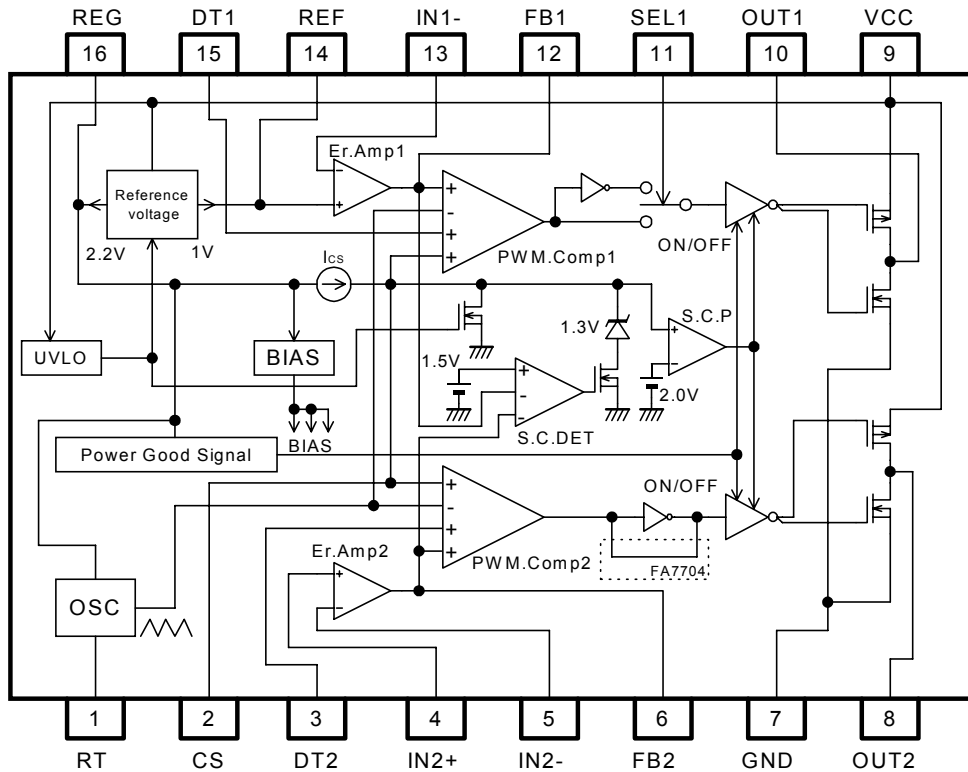 REG DT1 REF IN1- FB1 SEL1 OUT1 VCC
16 15 14 13 12 11 10 9
Er.Amp1
-
+
Reference
voltage
2.2V 1V
+
-
+
+
PWM.Comp1
ON/OFF
ICS
UVLO
BIAS
BIAS
1.5V
1.3V
S.C.P
+
-
2.0V
+
-
-
S.C.DET
Power Good Signal
+
-
+
+
PWM.Comp2
ON/OFF
FA7704
Er.Amp2
+
-
OSC
1 2 3 4 5 6 7 8
RT CS DT2 IN2+ IN2- FB2 GND OUT2